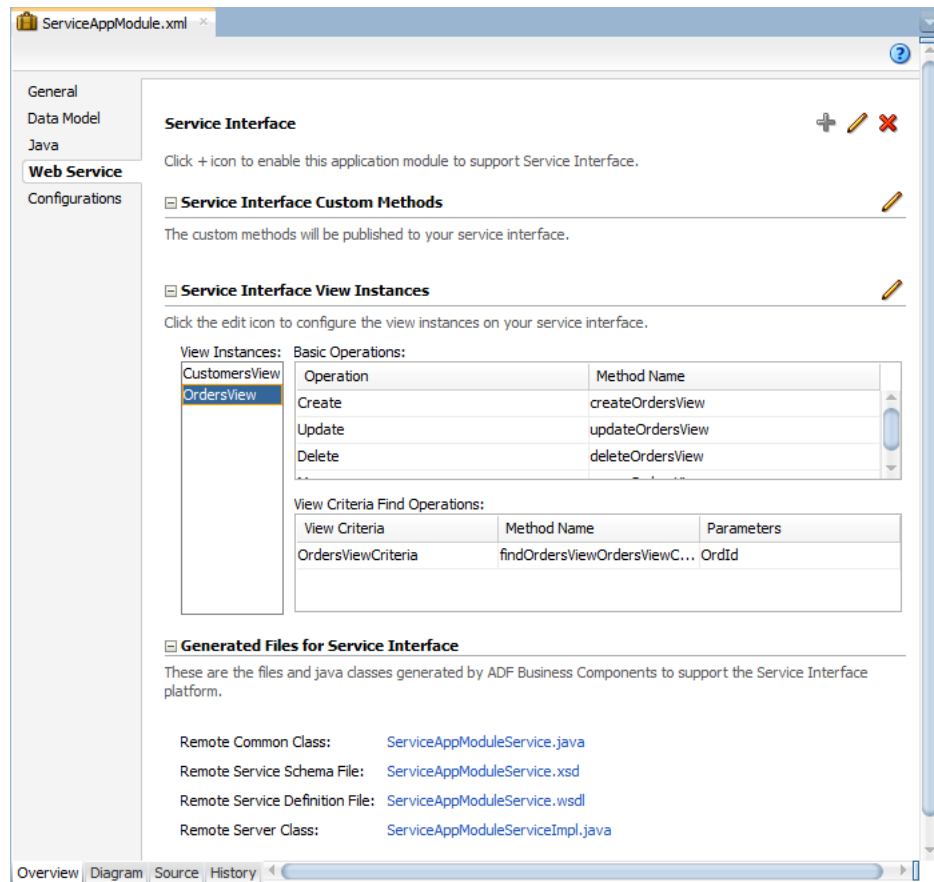 ServiceAppModule.xml
General
Data Model
Java
Web Service
Configurations
Service Interface
Click + icon to enable this application module to support Service Interface.
Service Interface Custom Methods
The custom methods will be published to your service interface.
Service Interface View Instances
Click the edit icon to configure the view instances on your service interface.
View Instances: Basic Operations:
CustomersView
OrdersView
Operation Method Name
Create createOrdersView
Update updateOrdersView
Delete deleteOrdersView
View Criteria Find Operations:
View Criteria Method Name Parameters
OrdersViewCriteria findOrdersViewOrdersViewC... OrdId
Generated Files for Service Interface
These are the files and java classes generated by ADF Business Components to support the Service Interface
platform.
Remote Common Class: ServiceAppModuleService.java
Remote Service Schema File: ServiceAppModuleService.xsd
Remote Service Definition File: ServiceAppModuleService.wsdl
Remote Server Class: ServiceAppModuleServiceImpl.java
Overview Diagram Source History